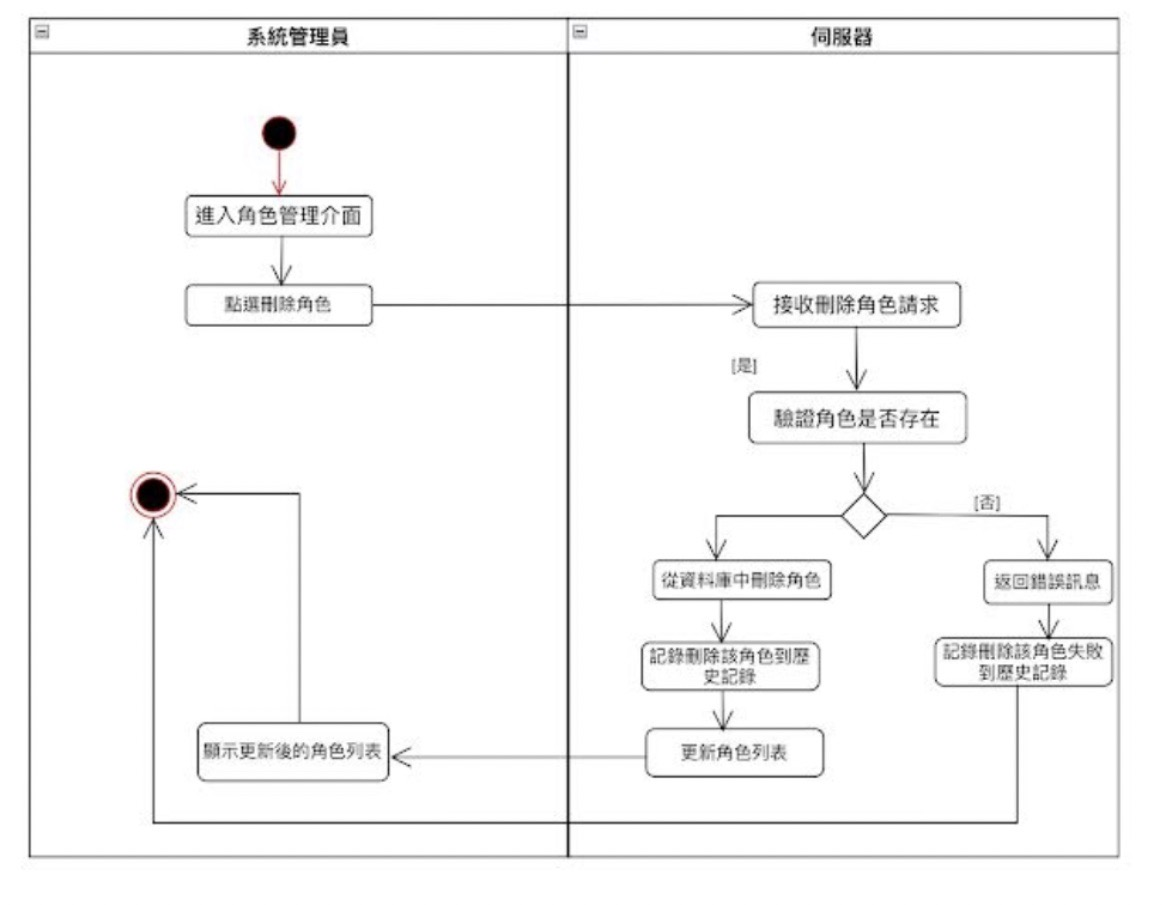 系統管理員
伺服器
進入角色管理介面
點選刪除角色
接收刪除角色請求
[是]
驗證角色是否存在
[否]
從資料庫中刪除角色
返回錯誤訊息
記錄刪除該角色到歷
史記錄
記錄刪除該角色失敗
到歷史記錄
顯示更新後的角色列表
更新角色列表